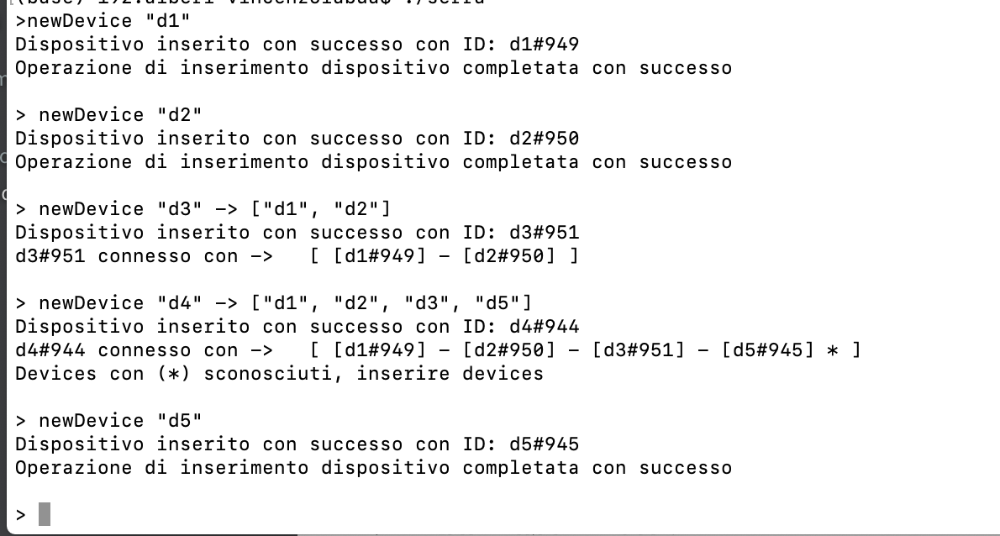 >newDevice "d1"
Dispositivo inserito con successo con ID: d1#949
Operazione di inserimento dispositivo completata con successo
> newDevice "d2"
Dispositivo inserito con successo con ID: d2#950
Operazione di inserimento dispositivo completata con successo
> newDevice "d3" —> ["d1", "d2"]
Dispositivo inserito con successo con ID: d3#951
d3#951 connesso con —>   [ [d1#949] — [d2#950] ]
> newDevice "d4" —> ["d1", "d2", "d3", "d5"]
Dispositivo inserito con successo con ID: d4#944
d4#944 connesso con —>   [ [d1#949] — [d2#950] — [d3#951] — [d5#945] * ]
Devices con (*) sconosciuti, inserire devices
> newDevice "d5"
Dispositivo inserito con successo con ID: d5#945
Operazione di inserimento dispositivo completata con successo
>